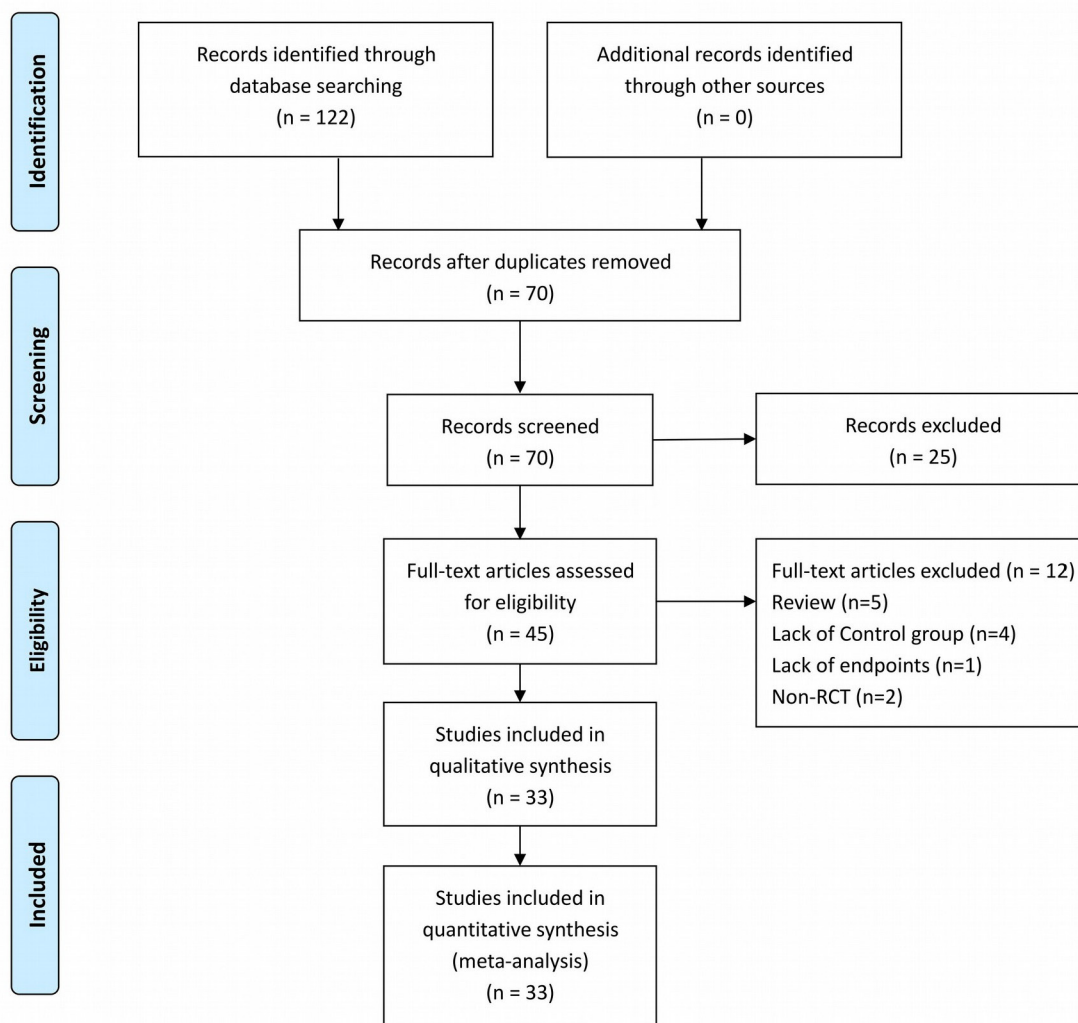 Identification
Records identified through
database searching
(n = 122)
Additional records identified
through other sources
(n = 0)
Records after duplicates removed
(n = 70)
Screening
Records screened
(n = 70)
Records excluded
(n = 25)
Eligibility
Full-text articles assessed
for eligibility
(n = 45)
Full-text articles excluded (n = 12)
Review (n=5)
Lack of Control group (n=4)
Lack of endpoints (n=1)
Non-RCT (n=2)
Studies included in
qualitative synthesis
(n = 33)
Included
Studies included in
quantitative synthesis
(meta-analysis)
(n = 33)